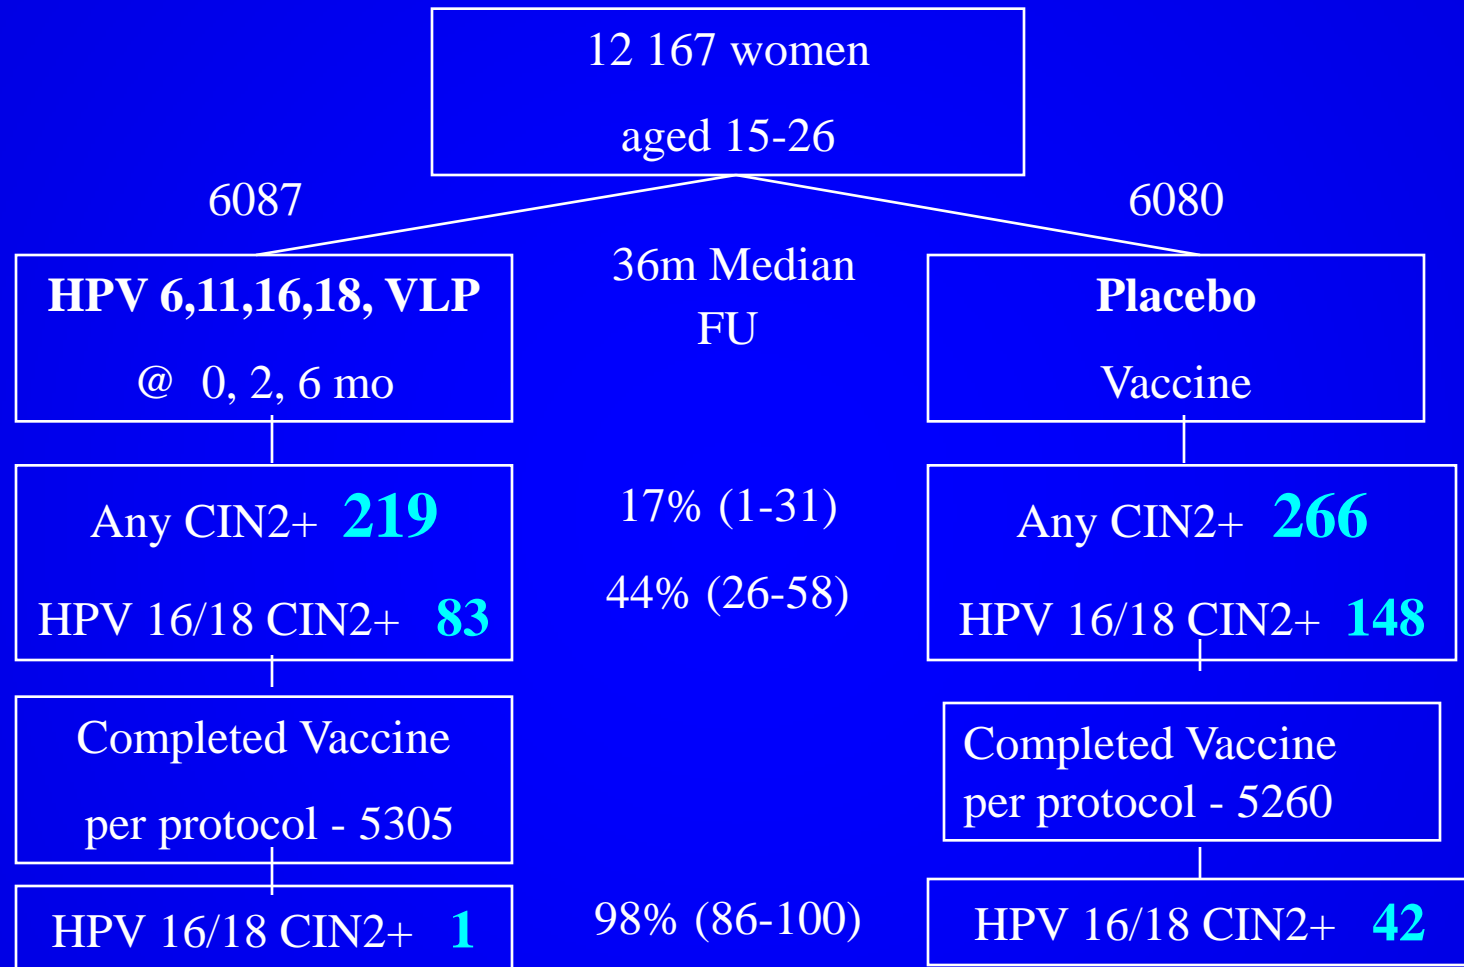 12 167 women
aged 15-26
6087
6080
HPV 6,11,16,18, VLP
@ 0, 2, 6 mo
36m Median
FU
Placebo
Vaccine
Any CIN2+ 219
HPV 16/18 CIN2+ 83
17% (1-31)
44% (26-58)
Any CIN2+ 266
HPV 16/18 CIN2+ 148
Completed Vaccine
per protocol - 5305
Completed Vaccine
per protocol - 5260
HPV 16/18 CIN2+ 1
98% (86-100)
HPV 16/18 CIN2+ 42